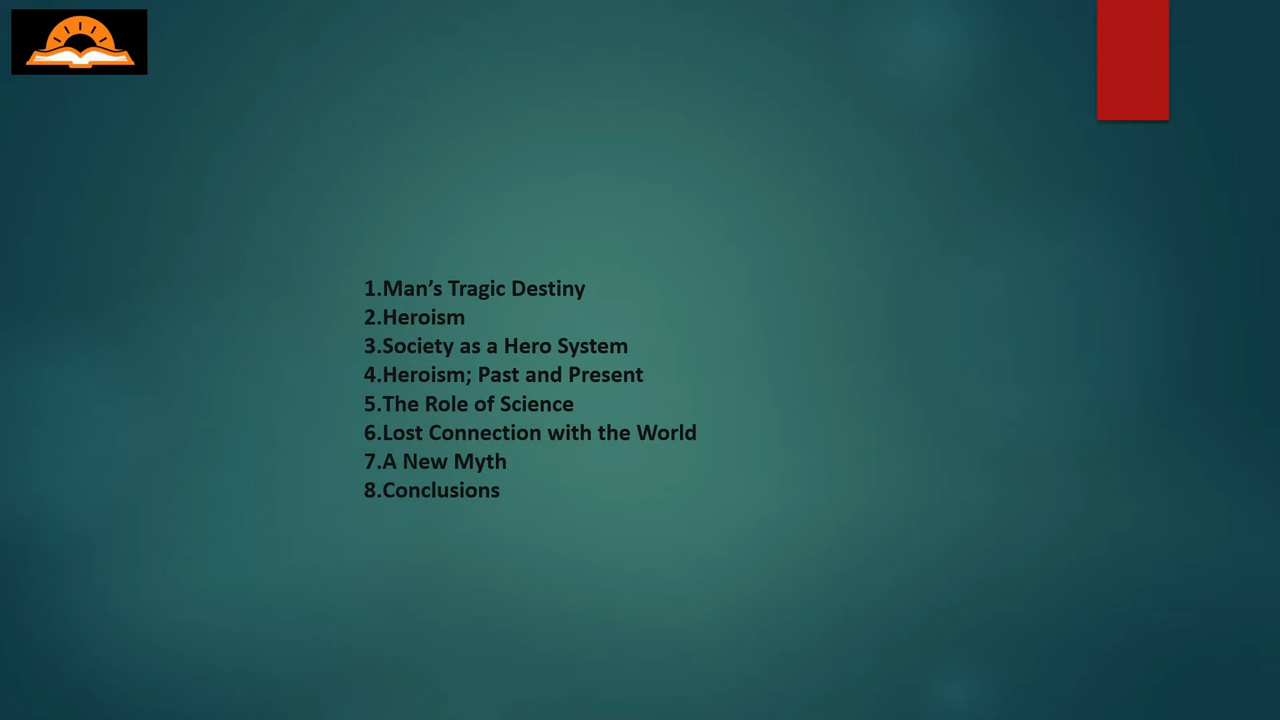 1.Man’s Tragic Destiny
2.Heroism
3.Society as a Hero System
4.Heroism; Past and Present
5.The Role of Science
6.Lost Connection with the World
7.A New Myth
8.Conclusions